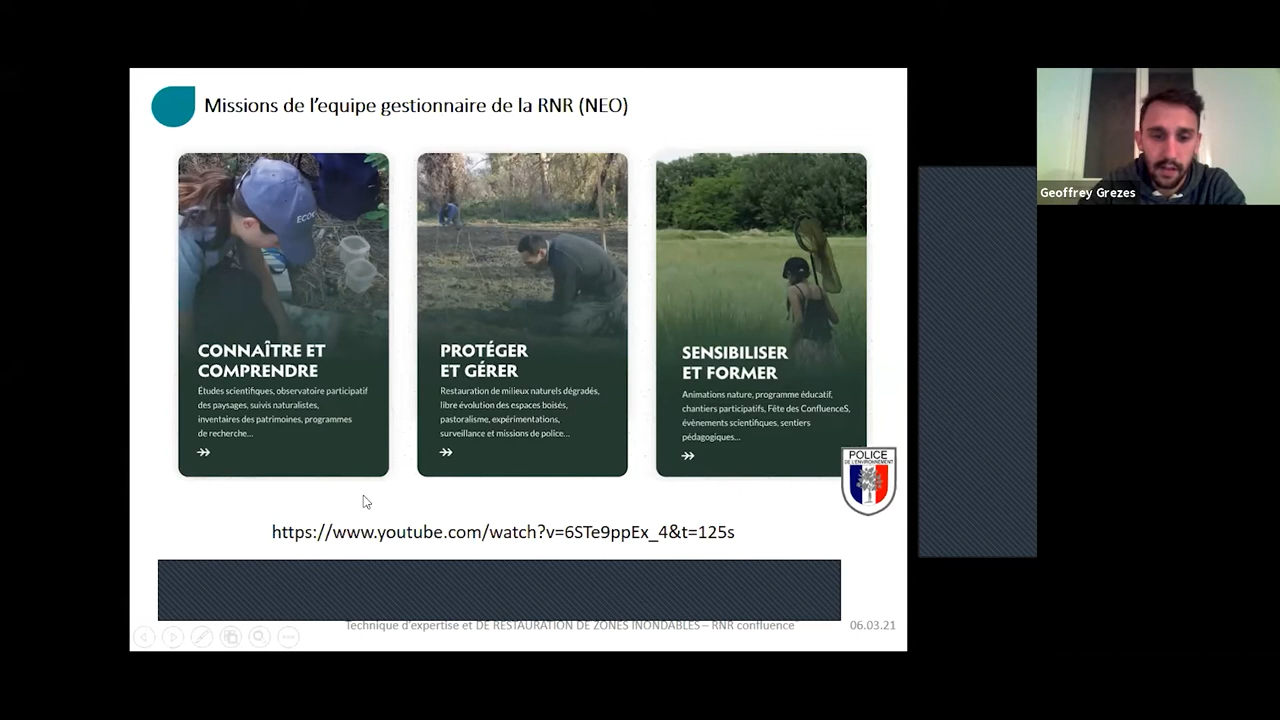 Missions de l'equipe gestionnaire de la RNR (NEO)
CONNAÎTRE ET
COMPRENDRE
Études scientifiques, observatoire participatif
des paysages, suivis naturalistes,
inventaires des patrimoines, programmes
de recherche...
PROTÉGER
ET GÉRER
Restauration de milieux naturels dégradés,
libre évolution des espaces boisés,
pastoralisme, expérimentations,
surveillance et missions de police...
SENSIBILISER
ET FORMER
Animations nature, programme éducatif,
chantiers participatifs, Fête des ConfluenceS,
événements scientifiques, sentiers
pédagogiques...
POLICE
DE L'ENVIRONNEMENT
https://www.youtube.com/watch?v=6STe9ppEx_4&t=125s
Technique d'expertise et DE RESTAURATION DE ZONES INONDABLES – RNR confluence
06.03.21
Geoffrey Grezes